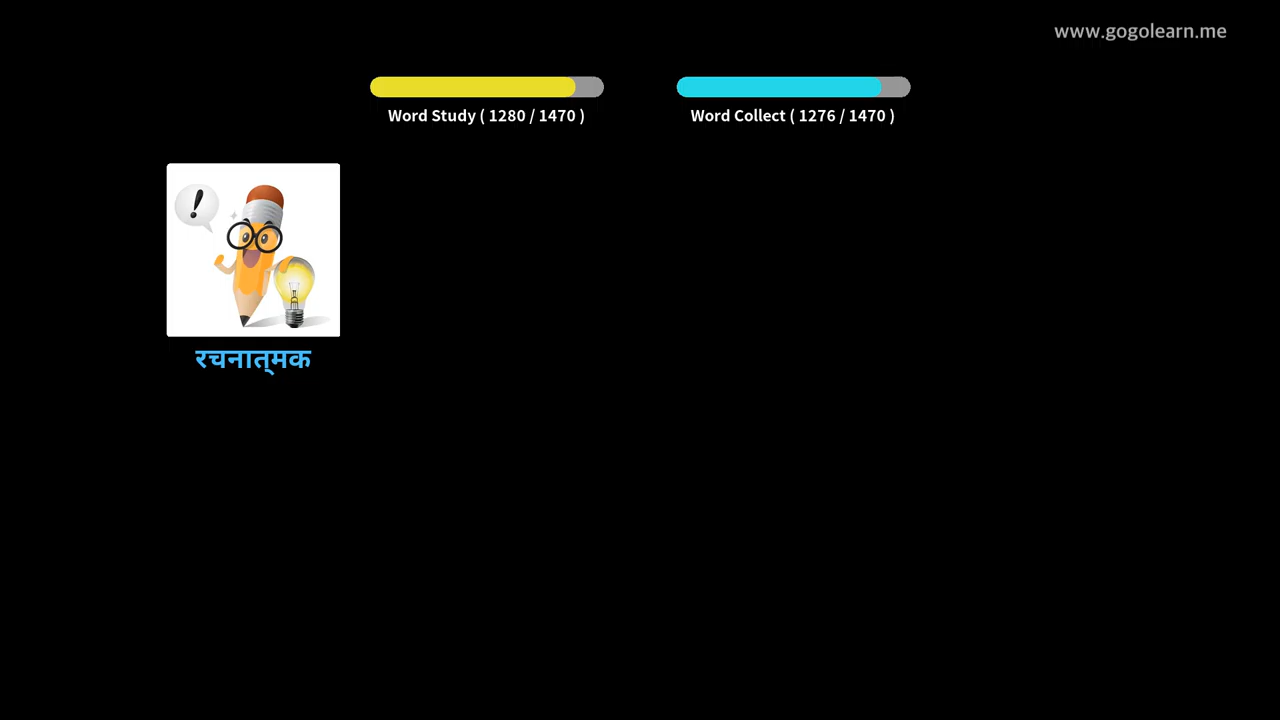 www.gogolearn.me
Word Study ( 1280 / 1470 )
Word Collect ( 1276 / 1470 )
!
रचनात्‌मक